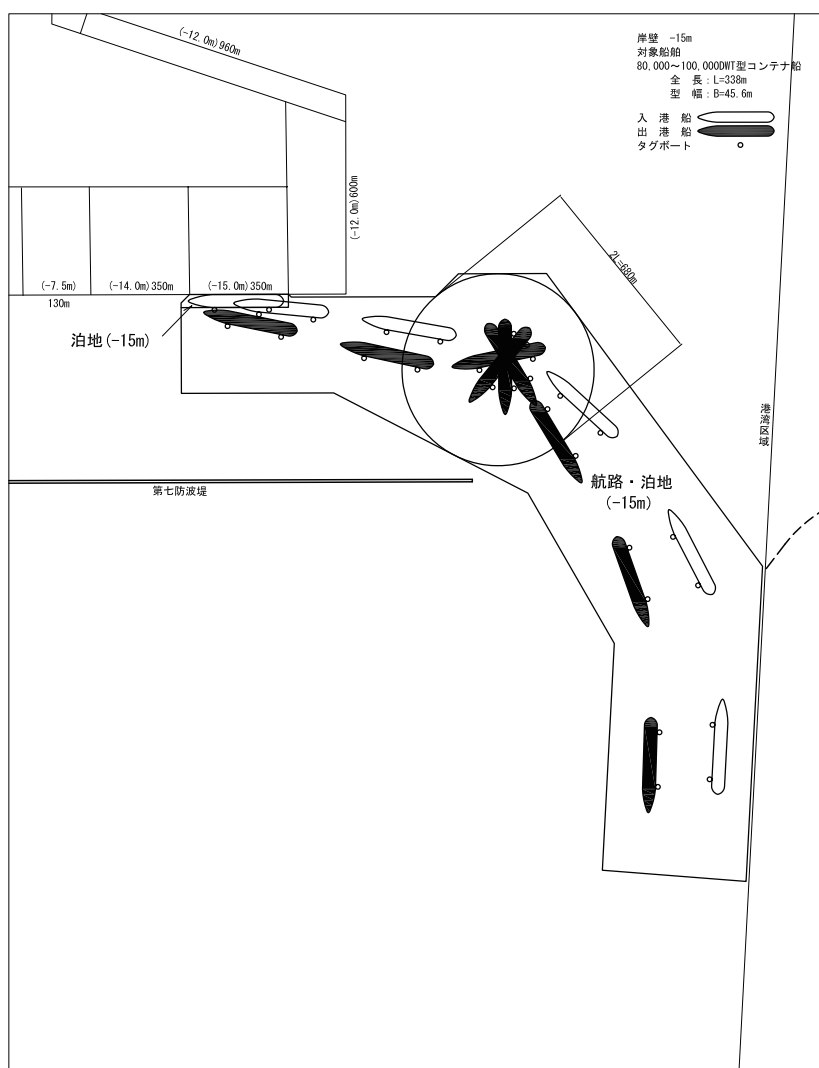 岸壁 -15m
対象船舶
80,000～100,000DWT型コンテナ船
全 長：L=338m
型 幅：B=45.6m
入 港 船
出 港 船
タグボート
(-12.0m)960m
(-12.0m)600m
2L=680m
(-7.5m)
(-14.0m)350m
(-15.0m)350m
130m
泊地(-15m)
港湾区域
航路・泊地
(-15m)
第七防波堤